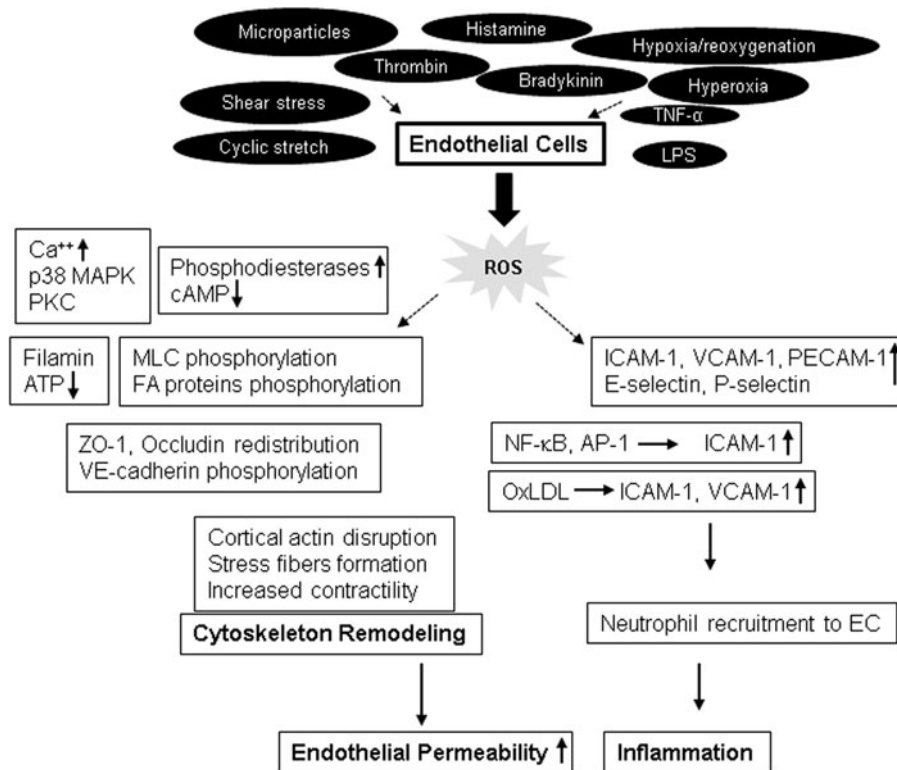 Microparticles
Histamine
Hypoxia/reoxygenation
Thrombin
Bradykinin
Hyperoxia
Shear stress
TNF-α
Cyclic stretch
Endothelial Cells
LPS
ROS
Ca⁺⁺ ↑
p38 MAPK
PKC
Phosphodiesterases ↑
cAMP ↓
Filamin
ATP ↓
MLC phosphorylation
FA proteins phosphorylation
ICAM-1, VCAM-1, PECAM-1 ↑
E-selectin, P-selectin
ZO-1, Occludin redistribution
VE-cadherin phosphorylation
NF-κB, AP-1 → ICAM-1 ↑
OxLDL → ICAM-1, VCAM-1 ↑
Cortical actin disruption
Stress fibers formation
Increased contractility
Cytoskeleton Remodeling
Neutrophil recruitment to EC
Endothelial Permeability ↑
Inflammation